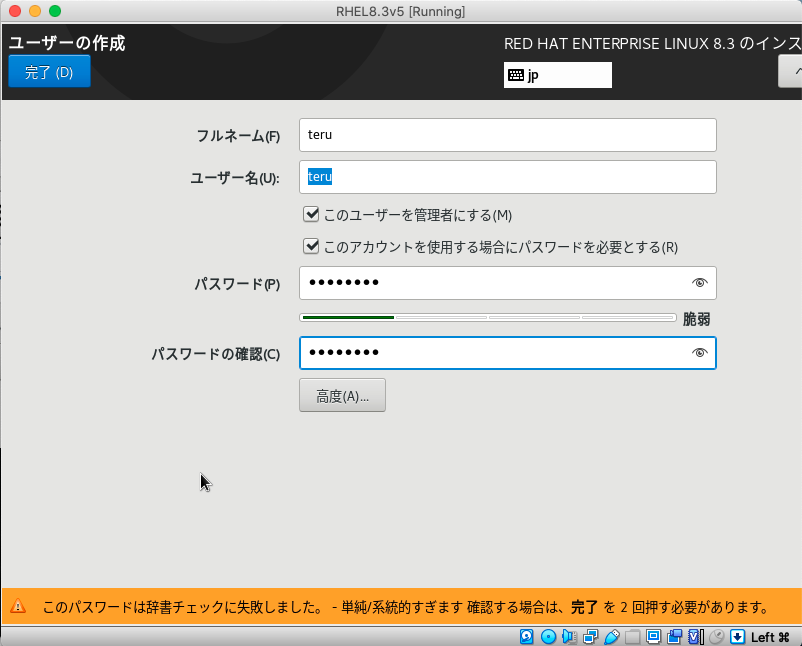 RHEL8.3v5 [Running]
ユーザーの作成
RED HAT ENTERPRISE LINUX 8.3 のインス
完了 (D)
jp
フルネーム(F)
teru
ユーザー名(U):
teru
このユーザーを管理者にする(M)
このアカウントを使用する場合にパスワードを必要とする(R)
パスワード(P)
●●●●●●●●
脆弱
パスワードの確認(C)
●●●●●●●●
高度(A)...
このパスワードは辞書チェックに失敗しました。 - 単純/系統的すぎます 確認する場合は、完了 を 2 回押す必要があります。
Left ⌘